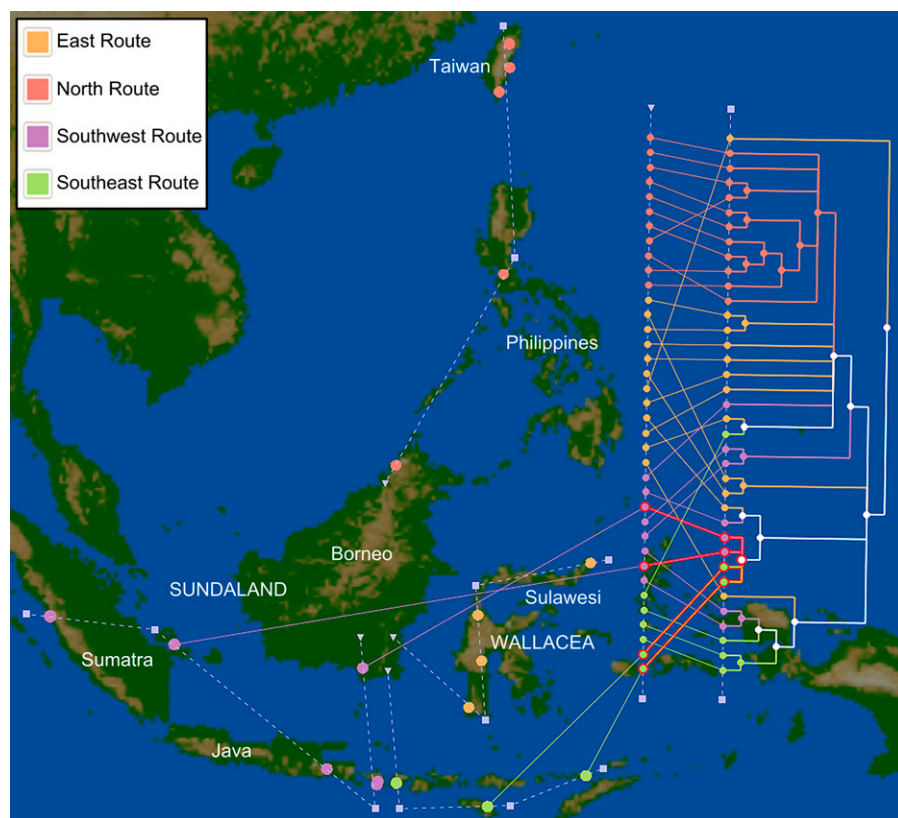 East Route
North Route
Southwest Route
Southeast Route
Taiwan
Philippines
Borneo
SUNDALAND
Sulawesi
WALLACEA
Sumatra
Java